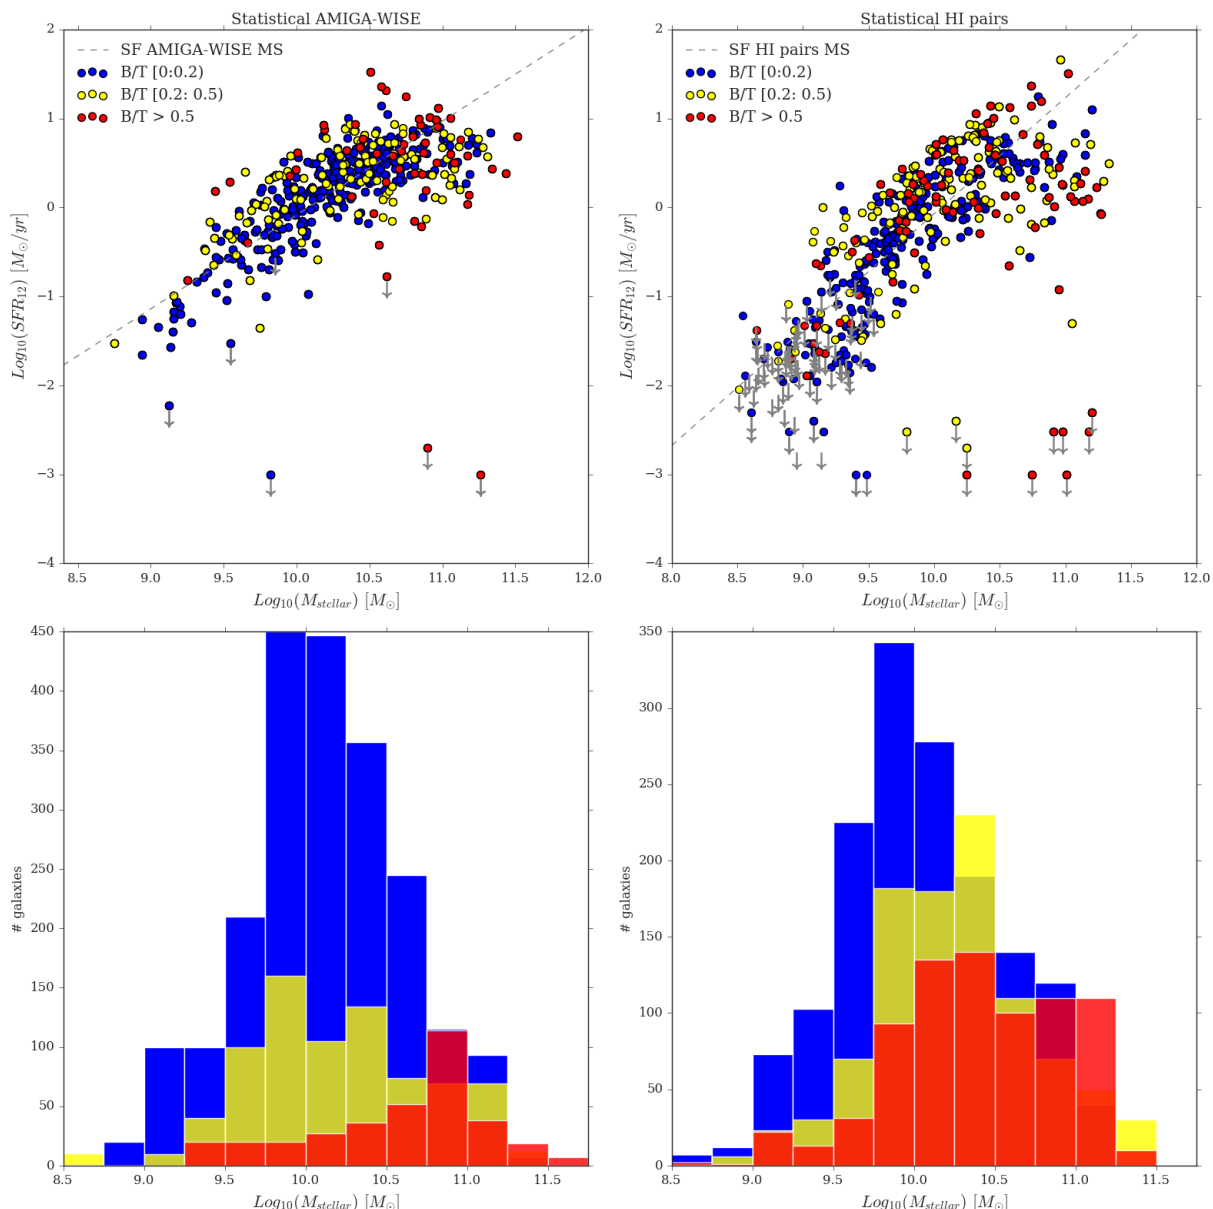 Statistical AMIGA-WISE
2
1
0
−1
−2
−3
−4
Log₁₀(SFR₁₂) [M⊙/yr]
SF AMIGA-WISE MS
B/T [0:0.2)
B/T [0.2: 0.5)
B/T > 0.5
8.5 9.0 9.5 10.0 10.5 11.0 11.5 12.0
Log₁₀(M_stellar) [M⊙]
Statistical HI pairs
2
1
0
−1
−2
−3
−4
Log₁₀(SFR₁₂) [M⊙/yr]
SF HI pairs MS
B/T [0:0.2)
B/T [0.2: 0.5)
B/T > 0.5
8.0 8.5 9.0 9.5 10.0 10.5 11.0 11.5 12.0
Log₁₀(M_stellar) [M⊙]
450
400
350
300
250
200
150
100
50
0
# galaxies
8.5 9.0 9.5 10.0 10.5 11.0 11.5
Log₁₀(M_stellar) [M⊙]
350
300
250
200
150
100
50
0
# galaxies
8.5 9.0 9.5 10.0 10.5 11.0 11.5
Log₁₀(M_stellar) [M⊙]